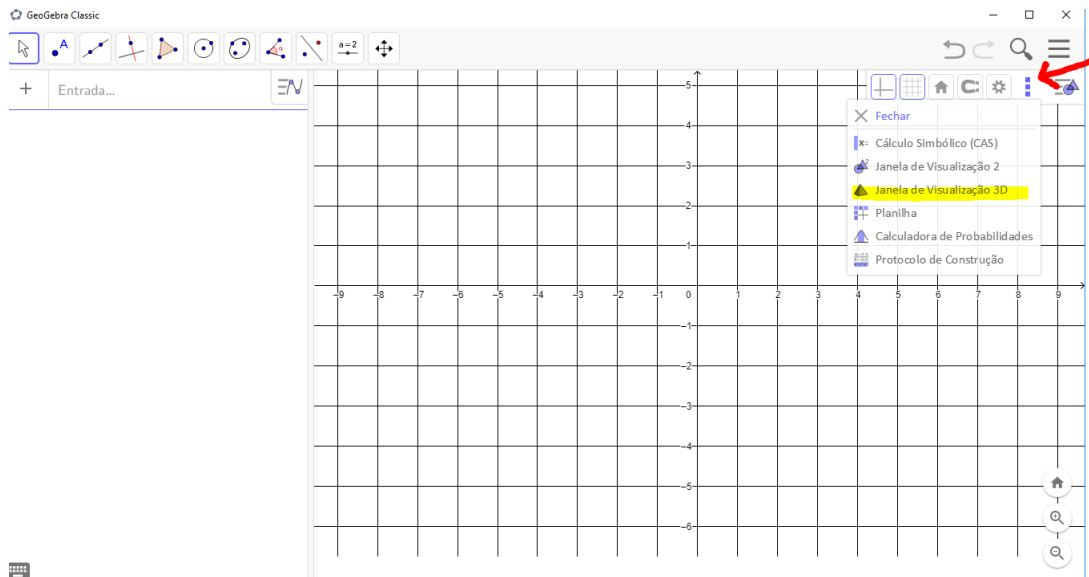 GeoGebra Classic
A
a=2
Entrada...
Fechar
x= Cálculo Simbólico (CAS)
2 Janela de Visualização 2
Janela de Visualização 3D
Planilha
Calculadora de Probabilidades
Protocolo de Construção
5
4
3
2
1
-9 -8 -7 -6 -5 -4 -3 -2 -1 0 1 2 3 4 5 6 7 8 9
-1
-2
-3
-4
-5
-6